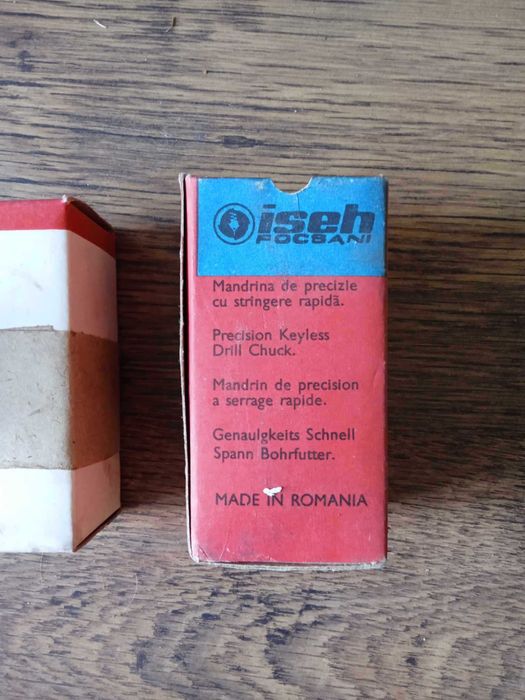 iseh
FOCSANI
Mandrina de precizie
cu stringere rapidă.
Precision Keyless
Drill Chuck.
Mandrin de precision
a serrage rapide.
Genaulgkeits Schnell
Spann Bohrfutter.
MADE IN ROMANIA